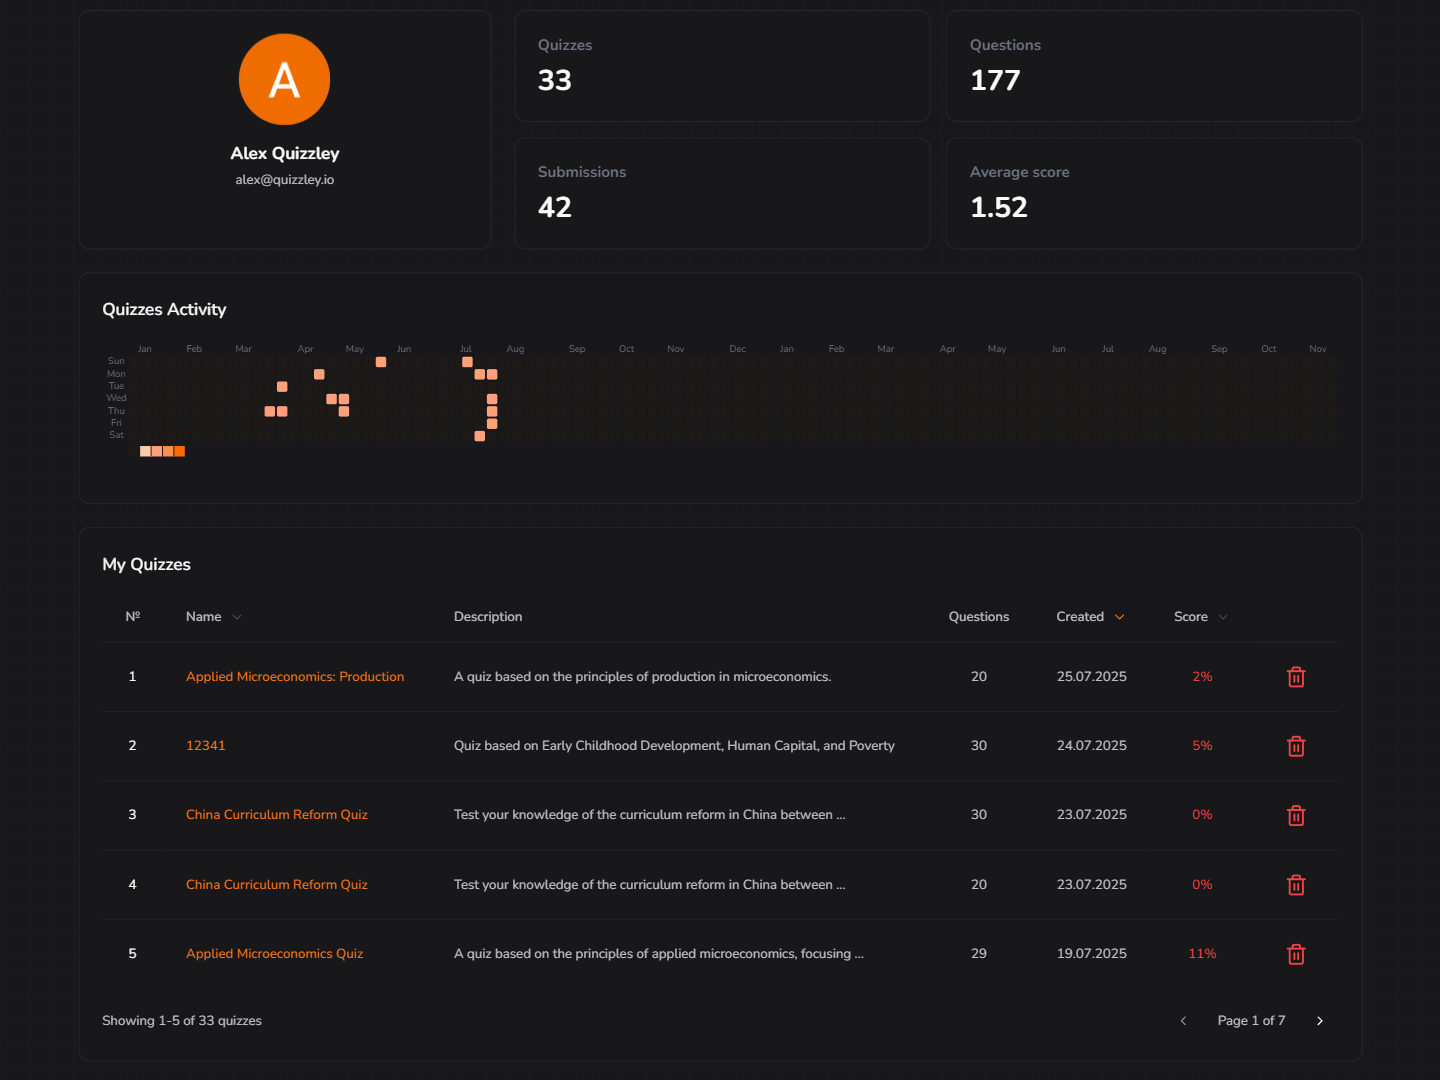 A
Alex Quizzley
alex@quizzley.io
Quizzes
33
Questions
177
Submissions
42
Average score
1.52
Quizzes Activity
Jan Feb Mar Apr May Jun Jul Aug Sep Oct Nov Dec Jan Feb Mar Apr May Jun Jul Aug Sep Oct Nov
Sun
Mon
Tue
Wed
Thu
Fri
Sat
My Quizzes
Nº Name Description Questions Created Score
1 Applied Microeconomics: Production A quiz based on the principles of production in microeconomics. 20 25.07.2025 2%
2 12341 Quiz based on Early Childhood Development, Human Capital, and Poverty 30 24.07.2025 5%
3 China Curriculum Reform Quiz Test your knowledge of the curriculum reform in China between ... 30 23.07.2025 0%
4 China Curriculum Reform Quiz Test your knowledge of the curriculum reform in China between ... 20 23.07.2025 0%
5 Applied Microeconomics Quiz A quiz based on the principles of applied microeconomics, focusing ... 29 19.07.2025 11%
Showing 1-5 of 33 quizzes Page 1 of 7